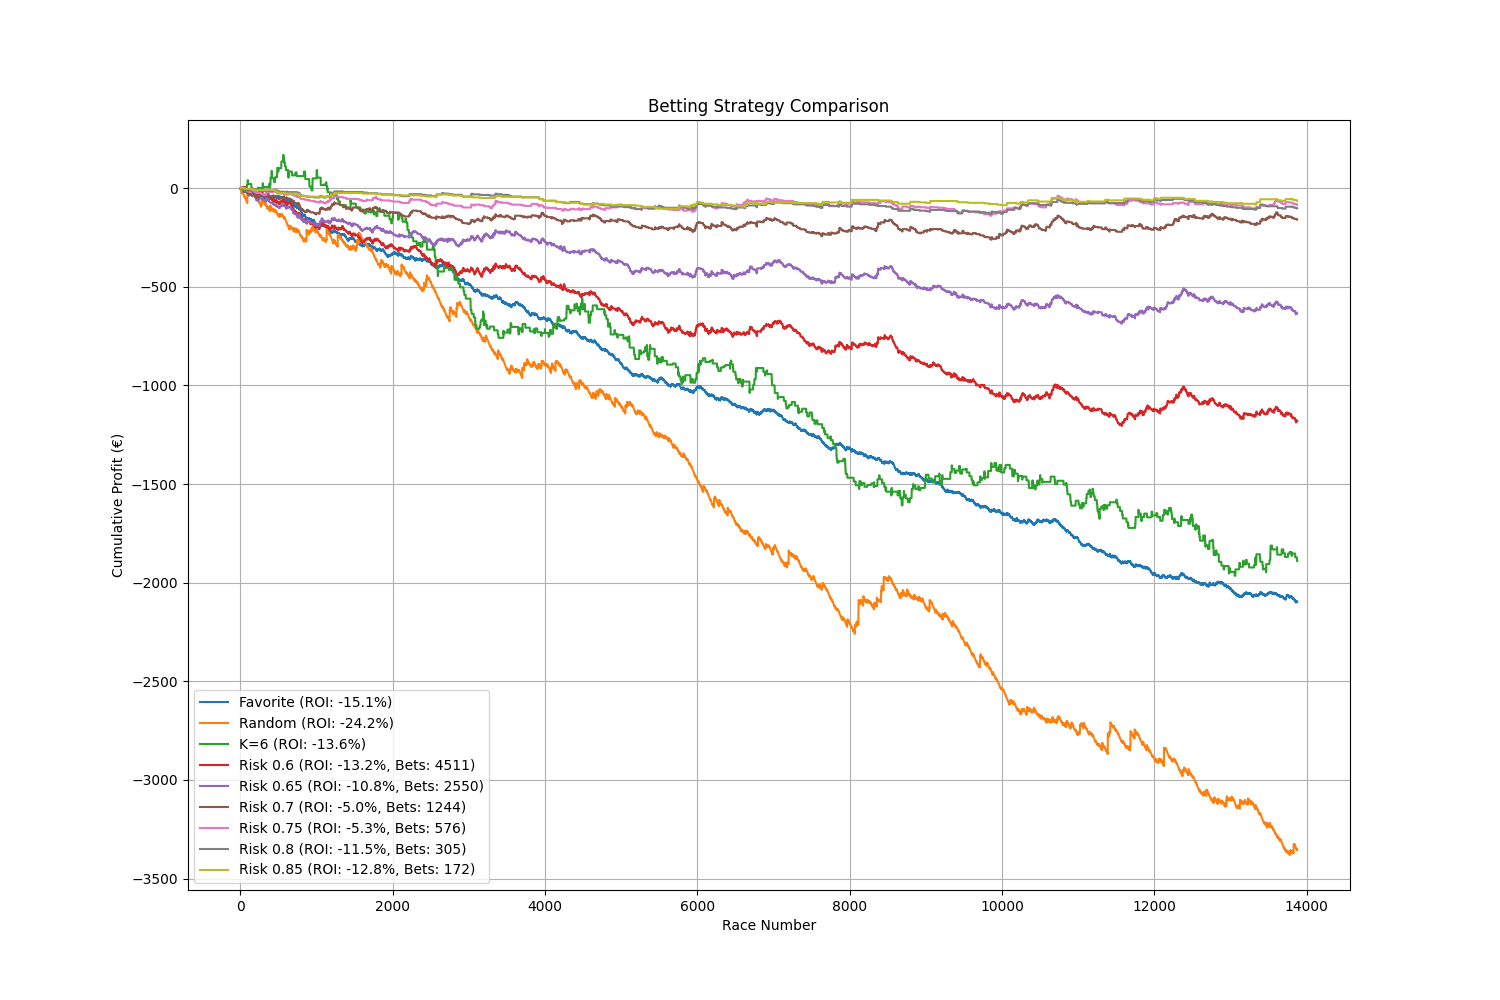 Betting Strategy Comparison
Cumulative Profit (€)
0
−500
−1000
−1500
−2000
−2500
−3000
−3500
Favorite (ROI: -15.1%)
Random (ROI: -24.2%)
K=6 (ROI: -13.6%)
Risk 0.6 (ROI: -13.2%, Bets: 4511)
Risk 0.65 (ROI: -10.8%, Bets: 2550)
Risk 0.7 (ROI: -5.0%, Bets: 1244)
Risk 0.75 (ROI: -5.3%, Bets: 576)
Risk 0.8 (ROI: -11.5%, Bets: 305)
Risk 0.85 (ROI: -12.8%, Bets: 172)
0 2000 4000 6000 8000 10000 12000 14000
Race Number